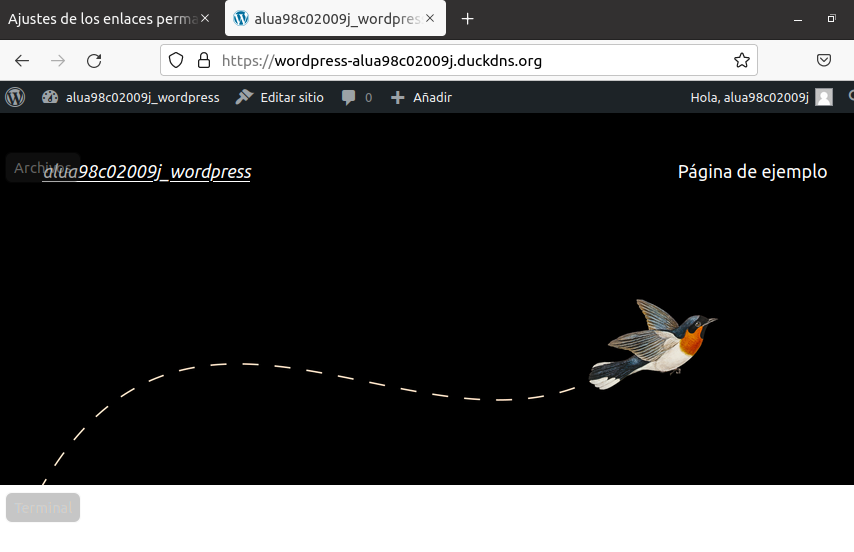 Ajustes de los enlaces perma
alua98c02009j_wordpres
https://wordpress-alua98c02009j.duckdns.org
alua98c02009j_wordpress
Editar sitio
0
Añadir
Hola, alua98c02009j
Archivos
alua98c02009j_wordpress
Página de ejemplo
Terminal